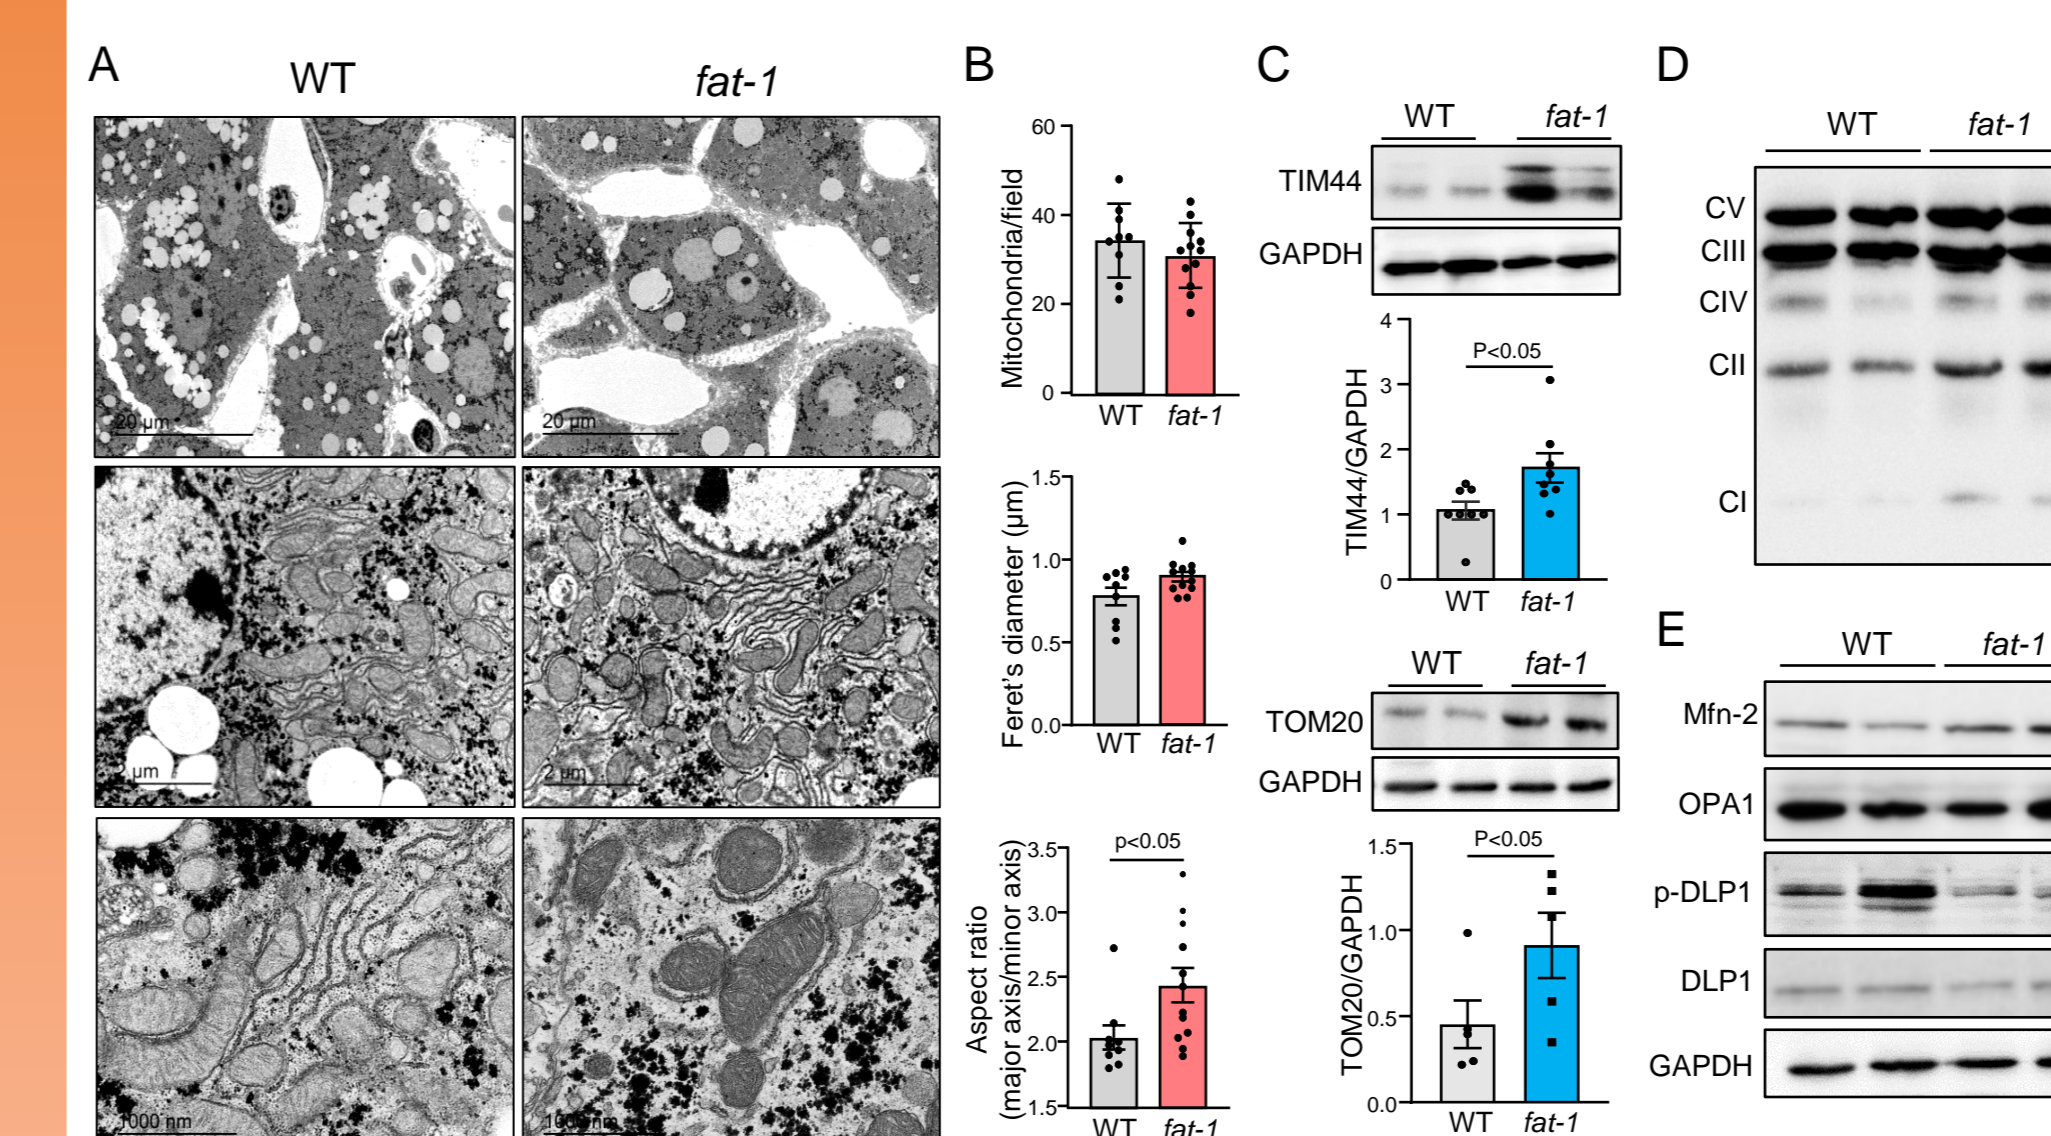 A
WT
fat-1
20 µm
20 µm
2 µm
2 µm
1000 nm
1000 nm
B
60
40
20
0
Mitochondria/field
WT
fat-1
1.5
1.0
0.5
0.0
Feret's diameter (µm)
WT
fat-1
p<0.05
3.5
3.0
2.5
2.0
1.5
Aspect ratio
(major axis/minor axis)
WT
fat-1
C
WT
fat-1
TIM44
GAPDH
4
3
2
1
0
P<0.05
TIM44/GAPDH
WT
fat-1
WT
fat-1
TOM20
GAPDH
1.5
1.0
0.5
0.0
P<0.05
TOM20/GAPDH
WT
fat-1
D
WT
fat-1
CV
CIII
CIV
CII
CI
E
WT
fat-1
Mfn-2
OPA1
p-DLP1
DLP1
GAPDH